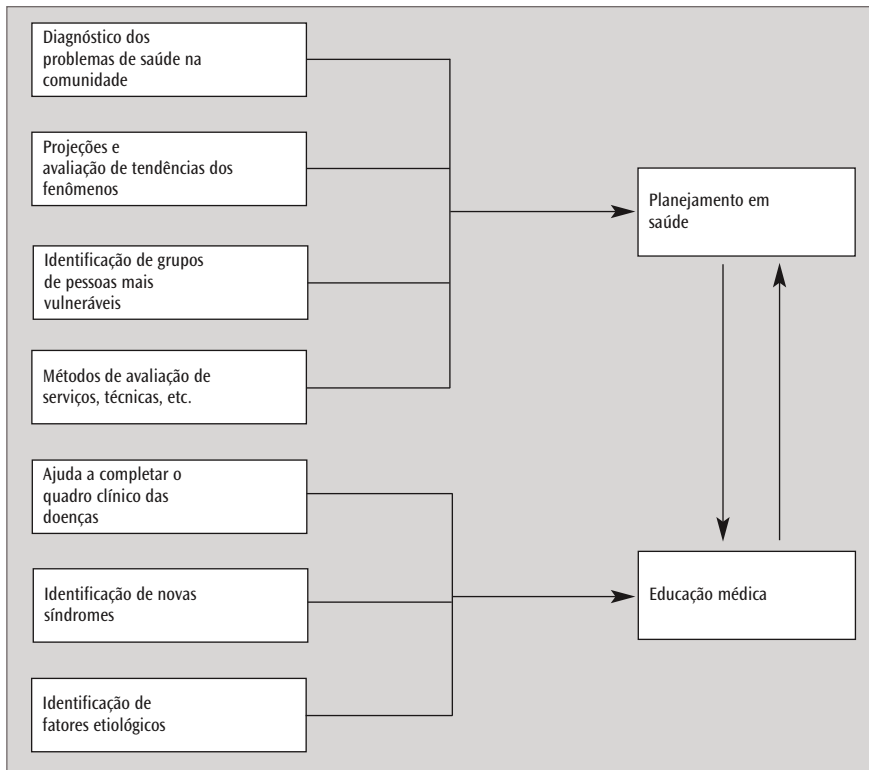 Diagnóstico dos
problemas de saúde na
comunidade
Projeções e
avaliação de tendências dos
fenômenos
Identificação de grupos
de pessoas mais
vulneráveis
Métodos de avaliação de
serviços, técnicas, etc.
Ajuda a completar o
quadro clínico das
doenças
Identificação de novas
síndromes
Identificação de
fatores etiológicos
Planejamento em
saúde
Educação médica